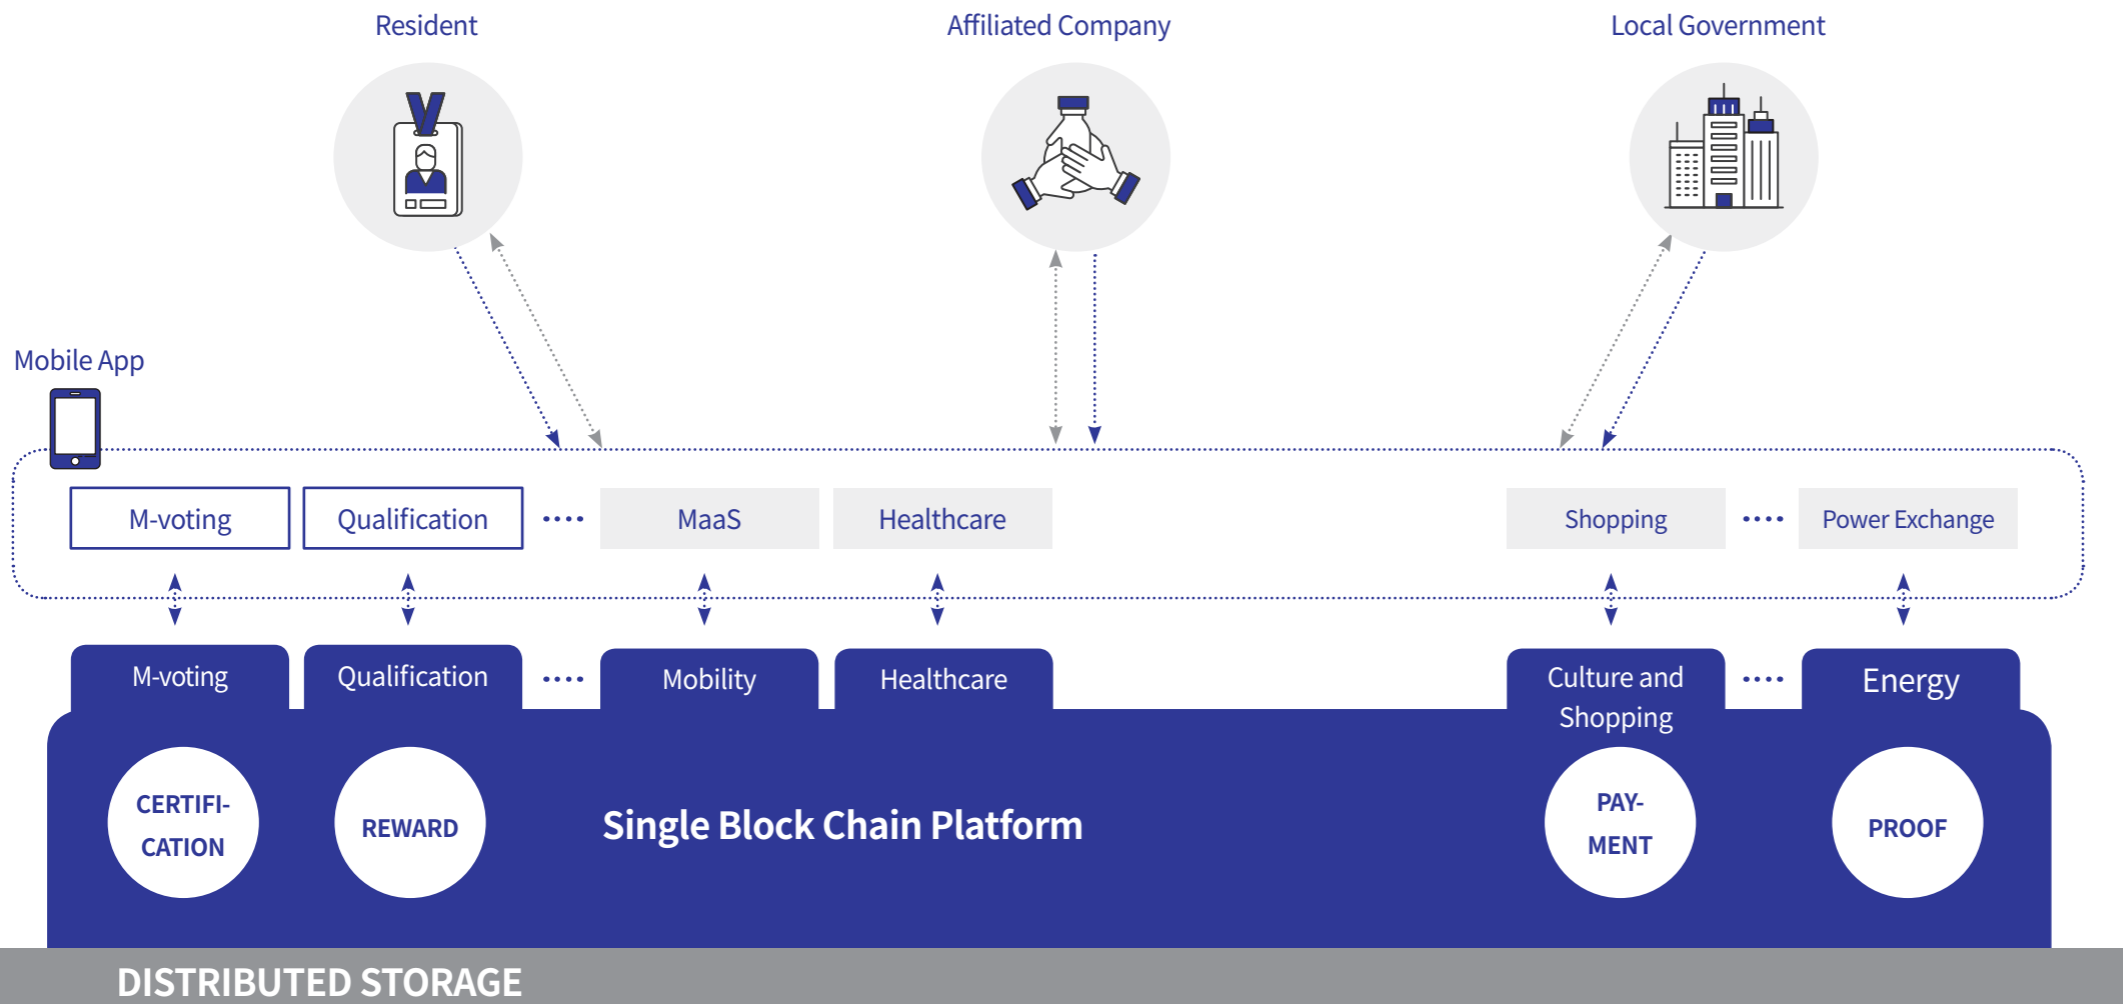 Resident
Affiliated Company
Local Government
Mobile App
M-voting
Qualification
MaaS
Healthcare
Shopping
Power Exchange
M-voting
Qualification
Mobility
Healthcare
Culture and
Shopping
Energy
CERTIFI-
CATION
REWARD
Single Block Chain Platform
PAY-
MENT
PROOF
DISTRIBUTED STORAGE